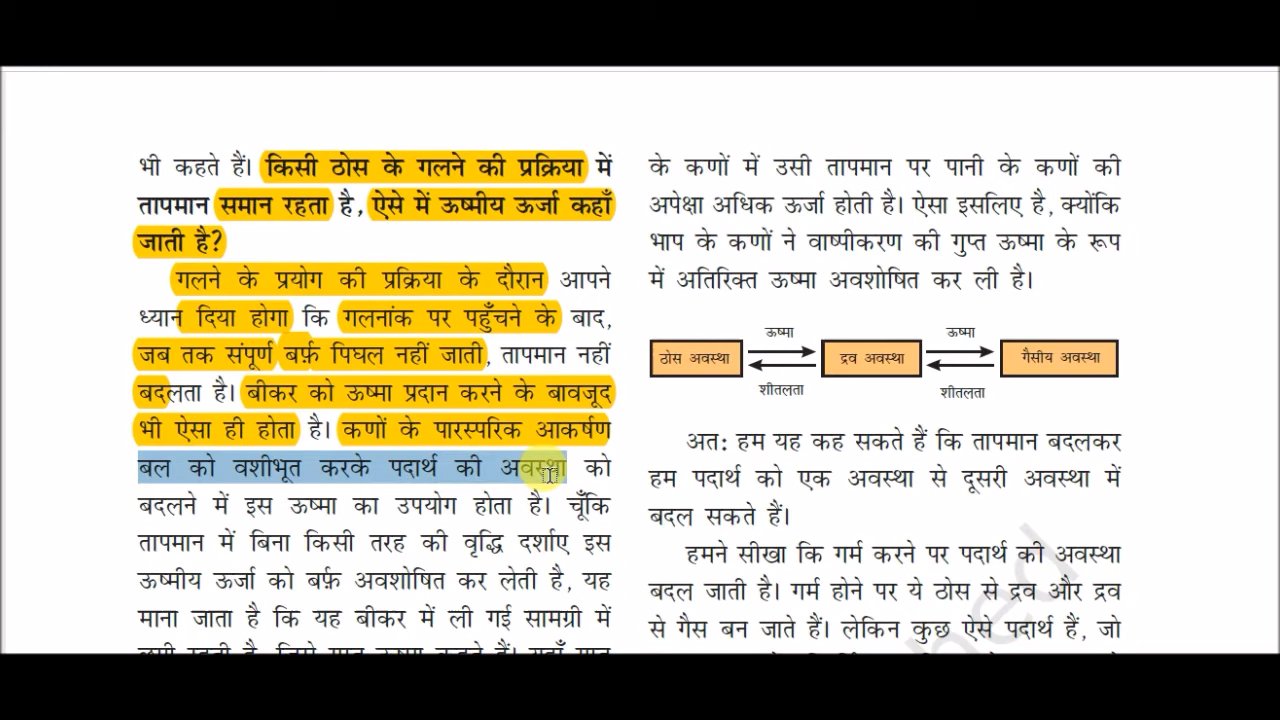 भी कहते हैं। किसी ठोस के गलने की प्रक्रिया में
तापमान समान रहता है, ऐसे में ऊष्मीय ऊर्जा कहाँ
जाती है?
गलने के प्रयोग की प्रक्रिया के दौरान आपने
ध्यान दिया होगा कि गलनांक पर पहुँचने के बाद,
जब तक संपूर्ण बर्फ़ पिघल नहीं जाती, तापमान नहीं
बदलता है। बीकर को ऊष्मा प्रदान करने के बावजूद
भी ऐसा ही होता है। कणों के पारस्परिक आकर्षण
बल को वशीभूत करके पदार्थ की अवस्था को
बदलने में इस ऊष्मा का उपयोग होता है। चूँकि
तापमान में बिना किसी तरह की वृद्धि दर्शाए इस
ऊष्मीय ऊर्जा को बर्फ़ अवशोषित कर लेती है, यह
माना जाता है कि यह बीकर में ली गई सामग्री में
के कणों में उसी तापमान पर पानी के कणों की
अपेक्षा अधिक ऊर्जा होती है। ऐसा इसलिए है, क्योंकि
भाप के कणों ने वाष्पीकरण की गुप्त ऊष्मा के रूप
में अतिरिक्त ऊष्मा अवशोषित कर ली है।
ऊष्मा ऊष्मा
ठोस अवस्था द्रव अवस्था गैसीय अवस्था
शीतलता शीतलता
अत: हम यह कह सकते हैं कि तापमान बदलकर
हम पदार्थ को एक अवस्था से दूसरी अवस्था में
बदल सकते हैं।
हमने सीखा कि गर्म करने पर पदार्थ की अवस्था
बदल जाती है। गर्म होने पर ये ठोस से द्रव और द्रव
से गैस बन जाते हैं। लेकिन कुछ ऐसे पदार्थ हैं, जो